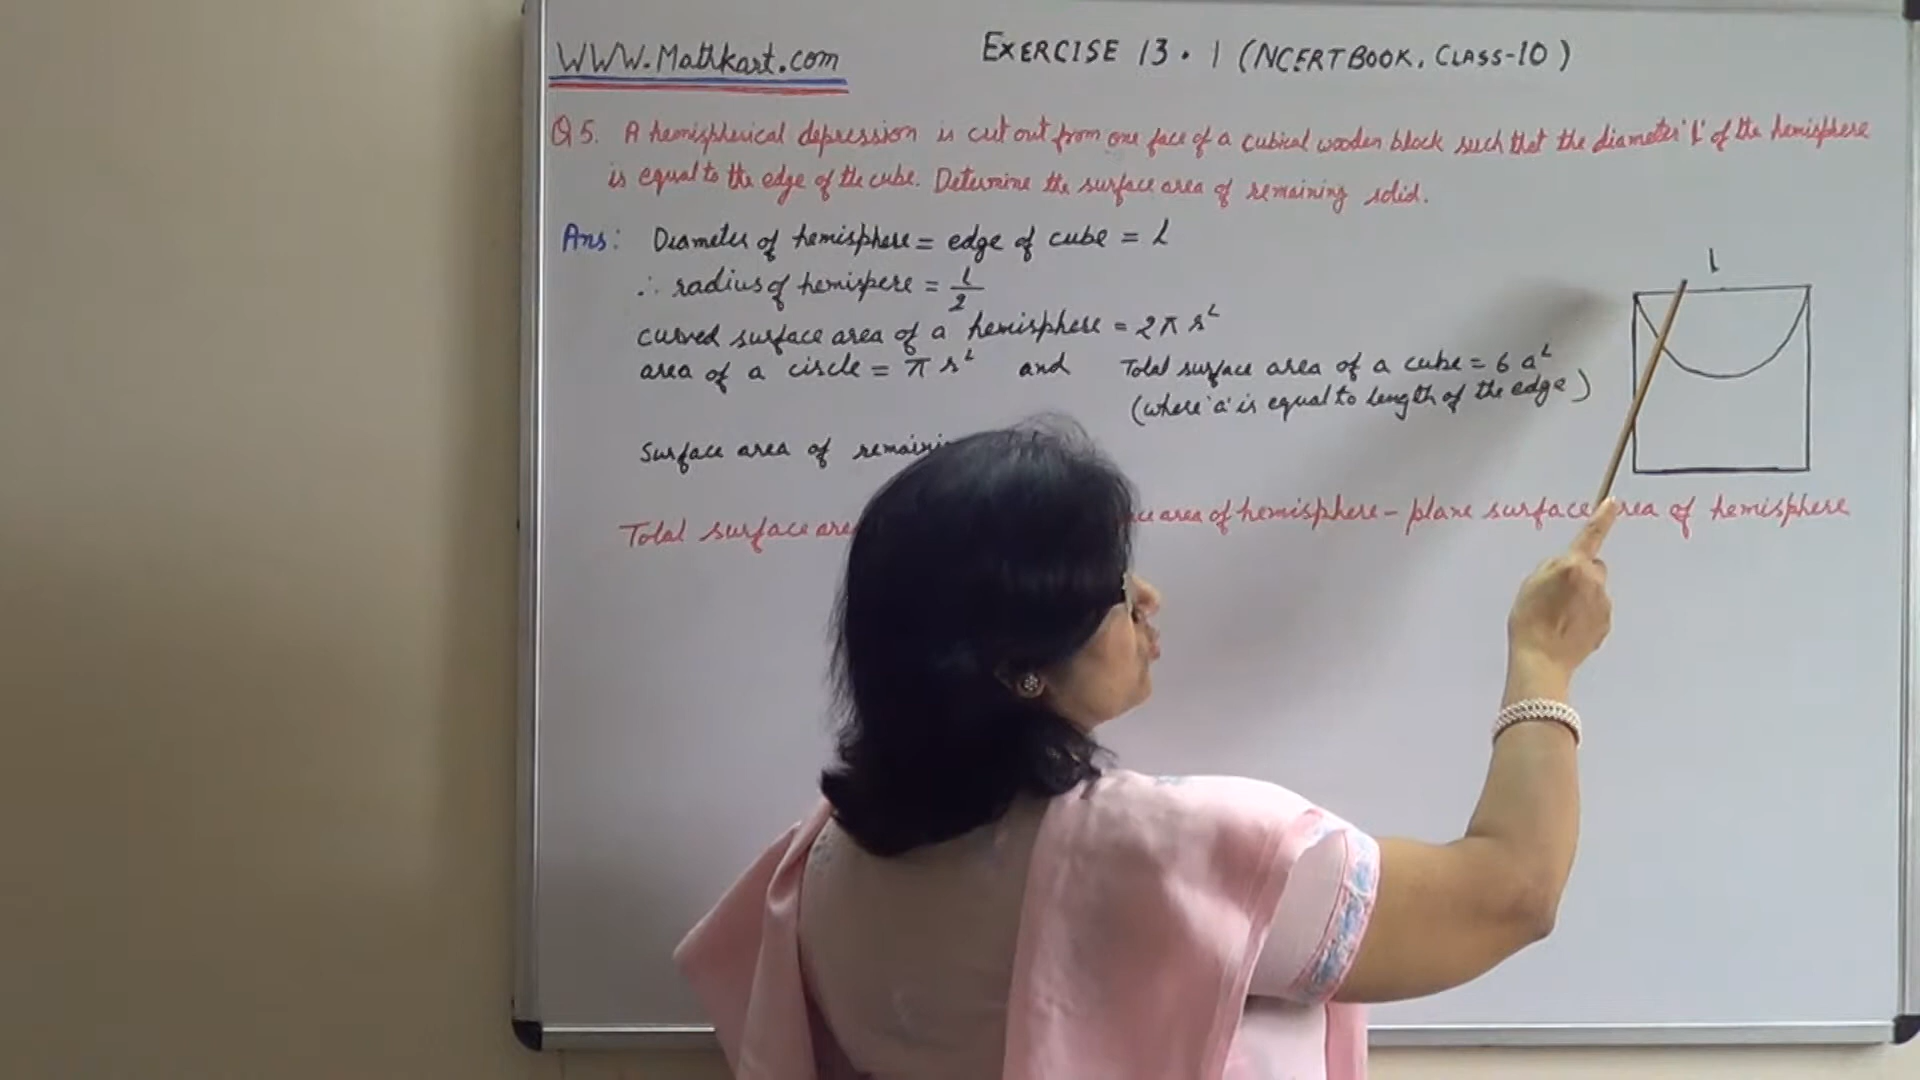 WWW.Mathkart.com
EXERCISE 13.1 (NCERT BOOK, CLASS-10)
Q5. A hemispherical depression is cut out from one face of a cubical wooden block such that the diameter 'l' of the hemisphere
is equal to the edge of the cube. Determine the surface area of remaining solid.
Ans: Diameter of hemisphere = edge of cube = l
l
∴ radius of hemispere = l/2
curved surface area of a hemisphere = 2πr²
area of a circle = πr² and Total surface area of a cube = 6a²
(where 'a' is equal to length of the edge)
Surface area of
Total surface area of hemisphere - plane surface area of hemisphere